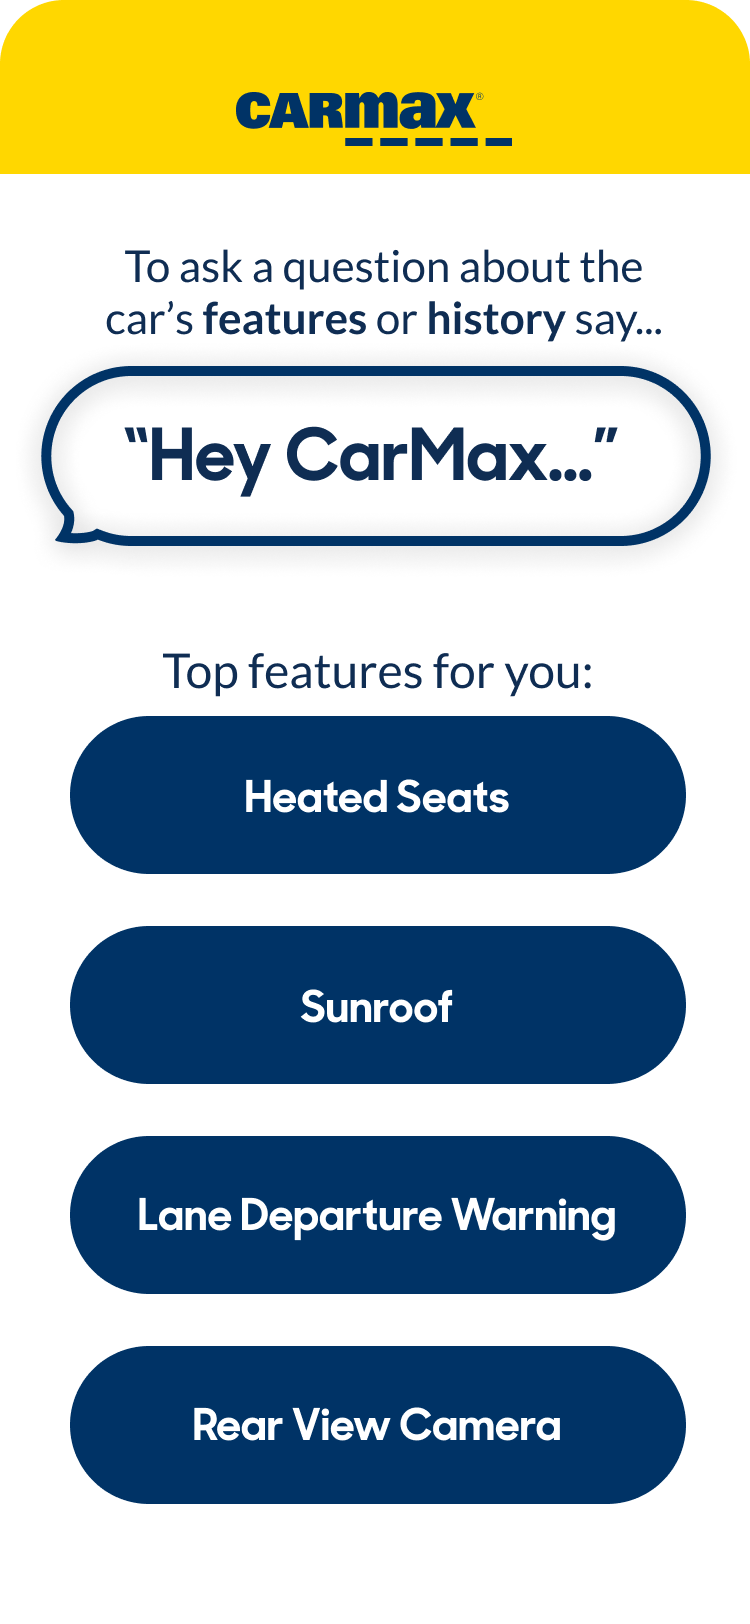 CARMAX®
To ask a question about the
car’s features or history say...
“Hey CarMax...”
Top features for you:
Heated Seats
Sunroof
Lane Departure Warning
Rear View Camera